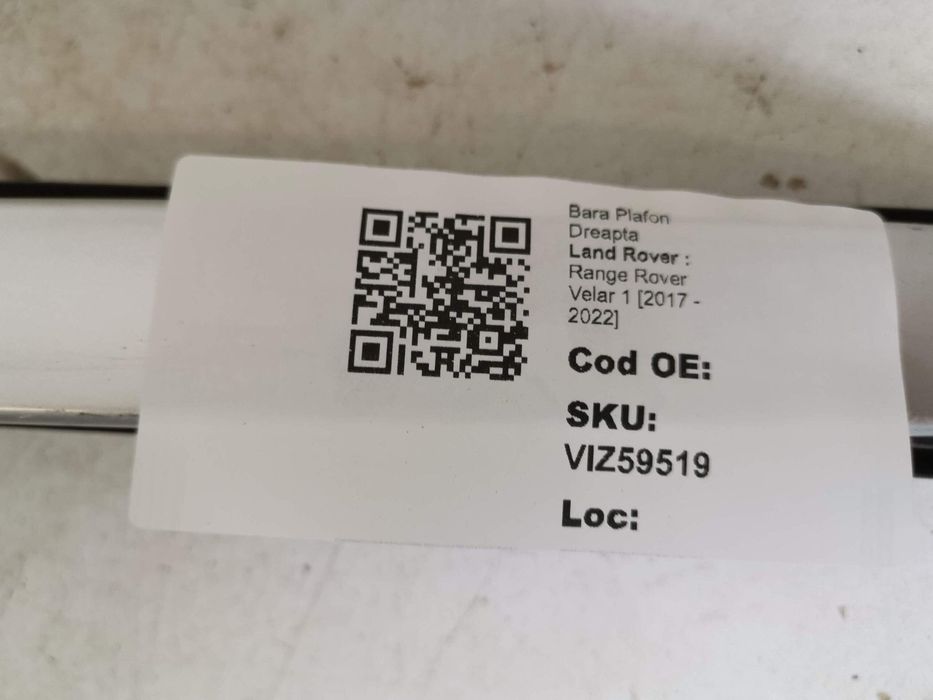 Bara Plafon
Dreapta
Land Rover :
Range Rover
Velar 1 [2017 -
2022]
Cod OE:
SKU:
VIZ59519
Loc: